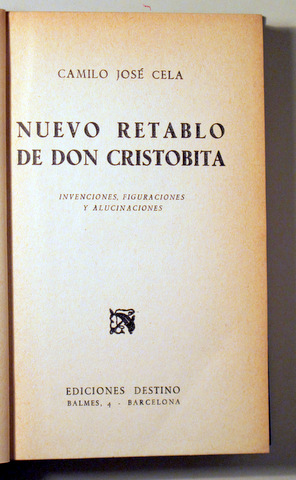 CAMILO JOSÉ CELA
NUEVO RETABLO
DE DON CRISTOBITA
INVENCIONES, FIGURACIONES
Y ALUCINACIONES
EDICIONES DESTINO
BALMES, 4 - BARCELONA